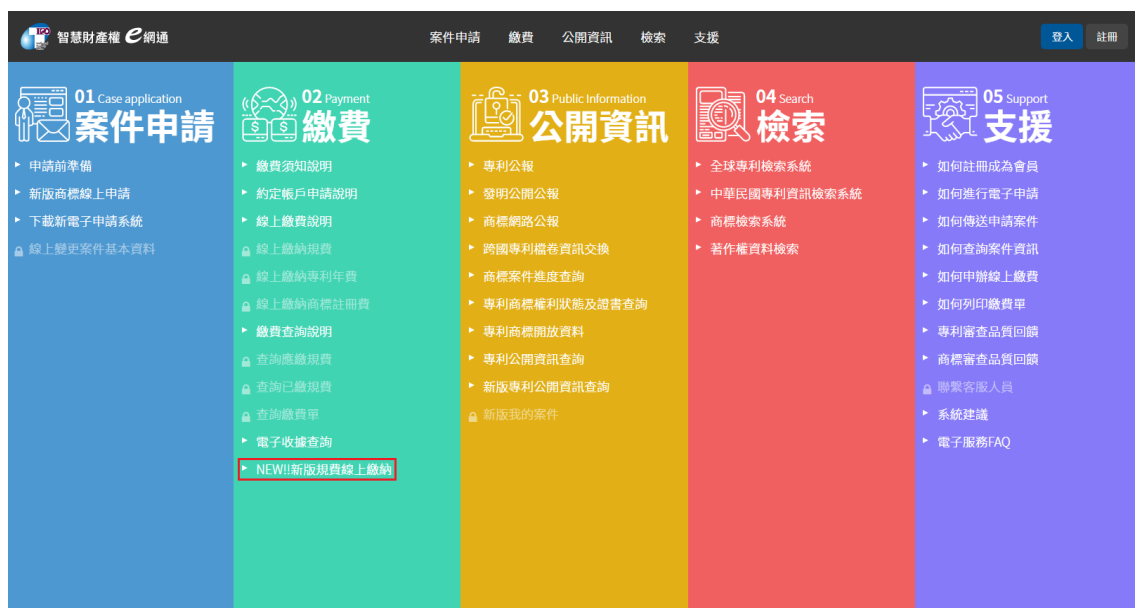 TIPO 智慧財產權 e網通
案件申請 繳費 公開資訊 檢索 支援
登入 註冊
01 Case application
案件申請
申請前準備
新版商標線上申請
下載新電子申請系統
線上變更案件基本資料
02 Payment
繳費
繳費須知說明
約定帳戶申請說明
線上繳費說明
線上繳納規費
線上繳納專利年費
線上繳納商標註冊費
繳費查詢說明
查詢應繳規費
查詢已繳規費
查詢繳費單
電子收據查詢
NEW!!新版規費線上繳納
03 Public Information
公開資訊
專利公報
發明公開公報
商標網路公報
跨國專利檔卷資訊交換
商標案件進度查詢
專利商標權利狀態及證書查詢
專利商標開放資料
專利公開資訊查詢
新版專利公開資訊查詢
新版我的案件
04 Search
檢索
全球專利檢索系統
中華民國專利資訊檢索系統
商標檢索系統
著作權資料檢索
05 Support
支援
如何註冊成為會員
如何進行電子申請
如何傳送申請案件
如何查詢案件資訊
如何申辦線上繳費
如何列印繳費單
專利審查品質回饋
商標審查品質回饋
聯繫客服人員
系統建議
電子服務FAQ